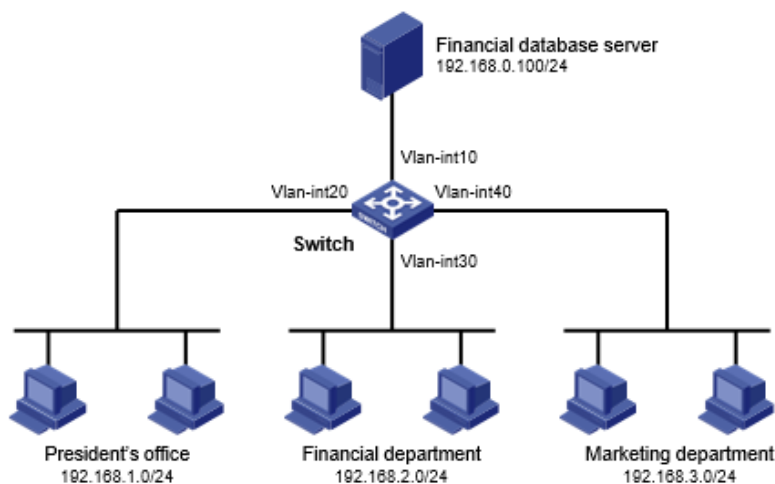 Financial database server
192.168.0.100/24
Vlan-int10
Vlan-int20
Vlan-int40
SWITCH
Switch
Vlan-int30
President's office
192.168.1.0/24
Financial department
192.168.2.0/24
Marketing department
192.168.3.0/24